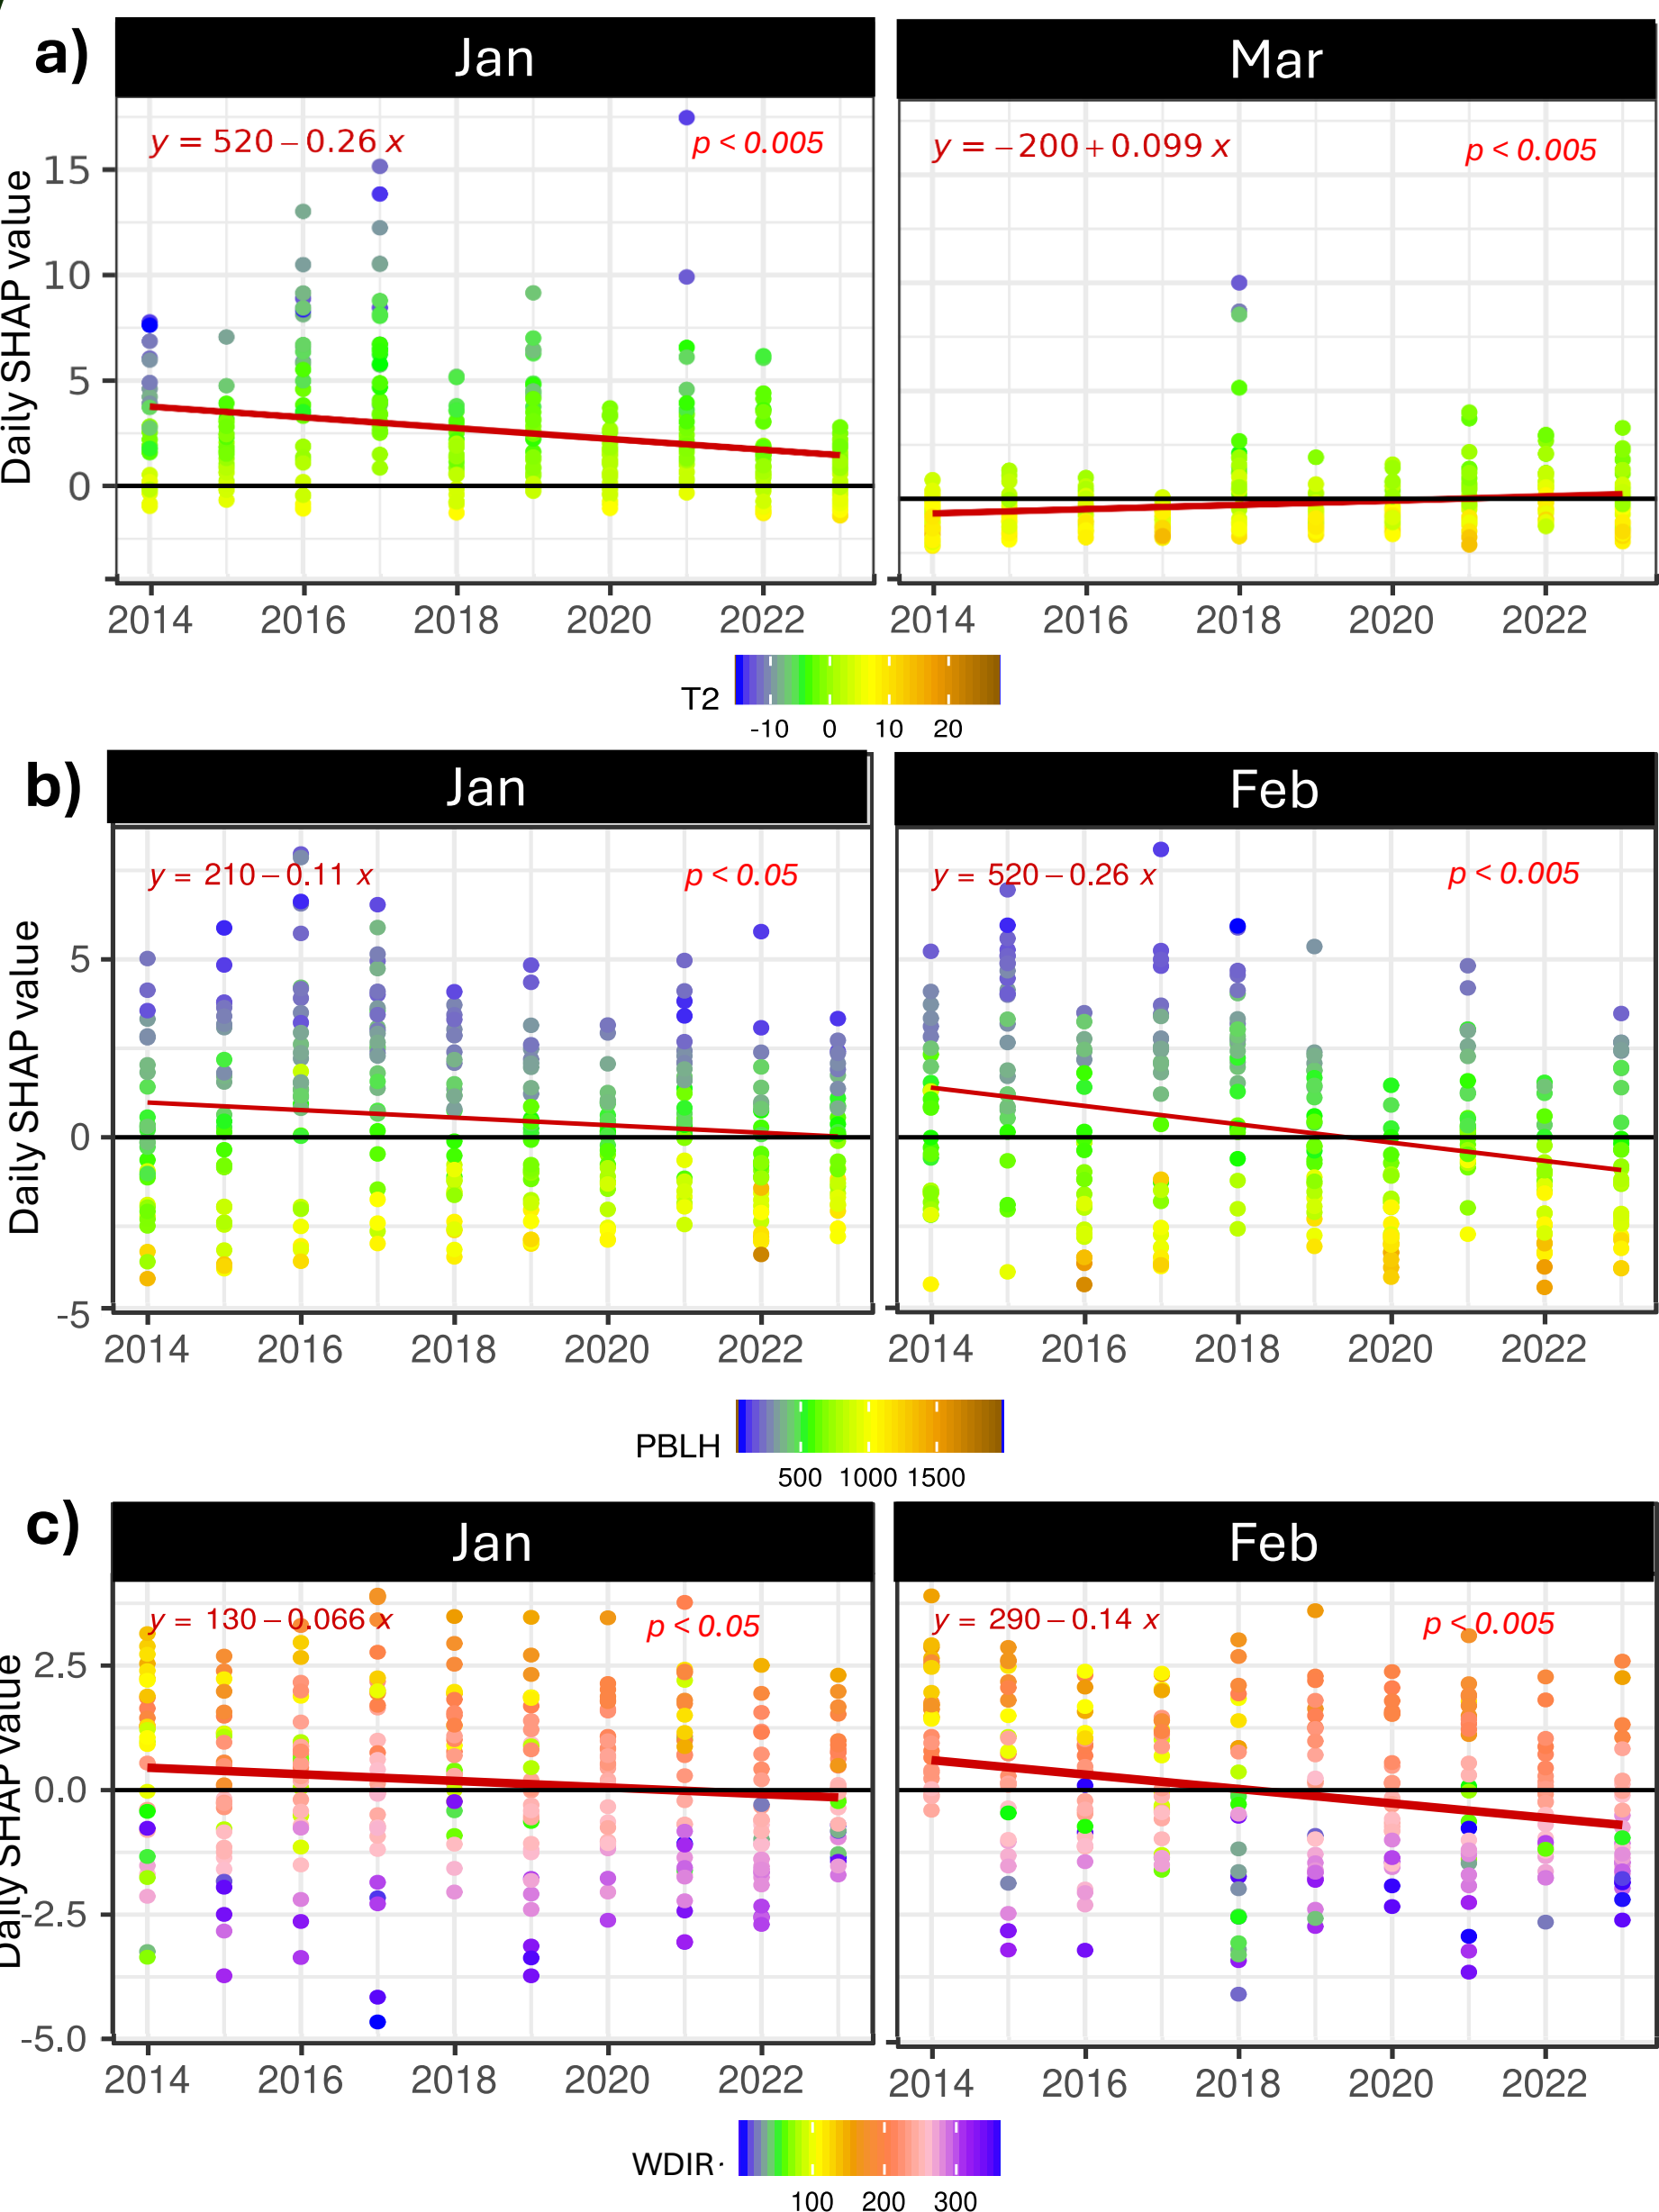 a)
Jan
Mar
Daily SHAP value
y = 520 − 0.26 x
p < 0.005
y = −200 + 0.099 x
p < 0.005
15
10
5
0
2014 2016 2018 2020 2022
2014 2016 2018 2020 2022
T2
-10 0 10 20
b)
Jan
Feb
Daily SHAP value
y = 210 − 0.11 x
p < 0.05
y = 520 − 0.26 x
p < 0.005
5
0
-5
2014 2016 2018 2020 2022
2014 2016 2018 2020 2022
PBLH
500 1000 1500
c)
Jan
Feb
Daily SHAP value
y = 130 − 0.066 x
p < 0.05
y = 290 − 0.14 x
p < 0.005
2.5
0.0
-2.5
-5.0
2014 2016 2018 2020 2022
2014 2016 2018 2020 2022
WDIR
100 200 300